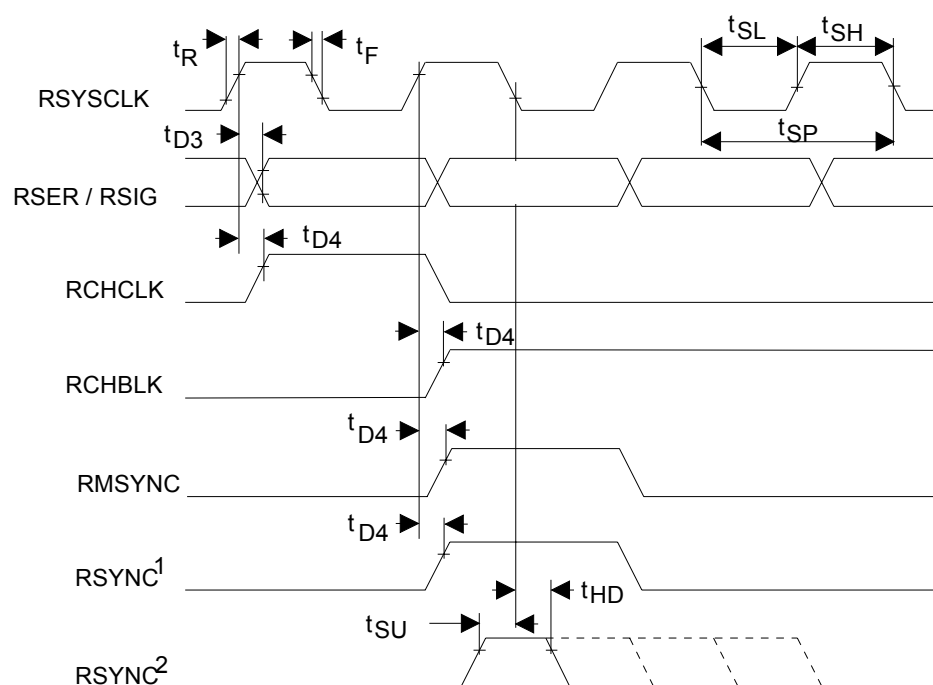 tSL tSH
tR tF
RSYSCLK
tSP
tD3
RSER / RSIG
tD4
RCHCLK
tD4
RCHBLK
tD4
RMSYNC
tD4
RSYNC1
tHD
tSU
RSYNC2